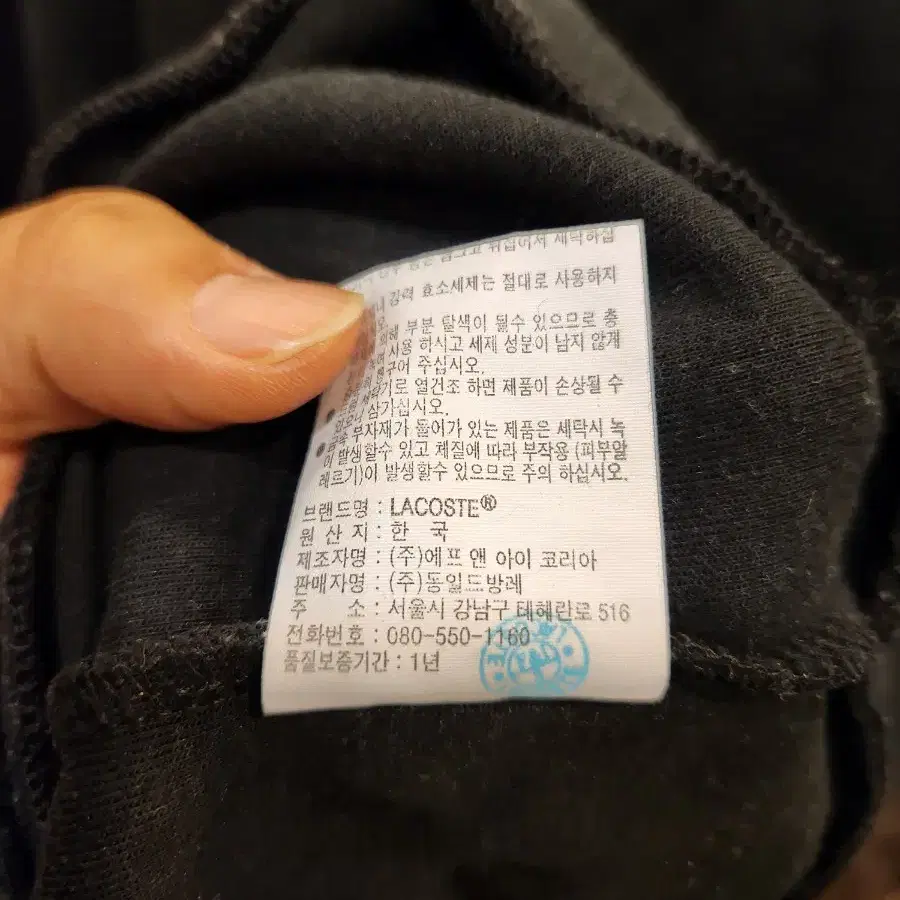 뒤집어서 세탁하십
강력 효소세제는 절대로 사용하지
부분 탈색이 될수 있으므로 충
사용 하시고 세제 성분이 남지 않게
주십시오.
열건조 하면 제품이 손상될 수
삼가십시오.
부자재가 들어가 있는 제품은 세탁시 녹
이 발생할수 있고 체질에 따라 부작용 (피부알
레르기)이 발생할수 있으므로 주의 하십시오.
브랜드명 : LACOSTE®
원 산 지 : 한 국
제조자명 : (주)에프 앤 아이 코리아
판매자명 : (주)동일드방레
주 소 : 서울시 강남구 테헤란로 516
전화번호 : 080-550-1160
품질보증기간 : 1년